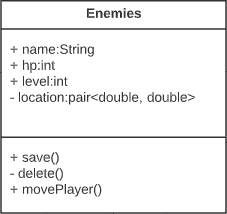 Enemies
+ name:String
+ hp:int
+ level:int
- location:pair<double, double>
+ save()
- delete()
+ movePlayer()